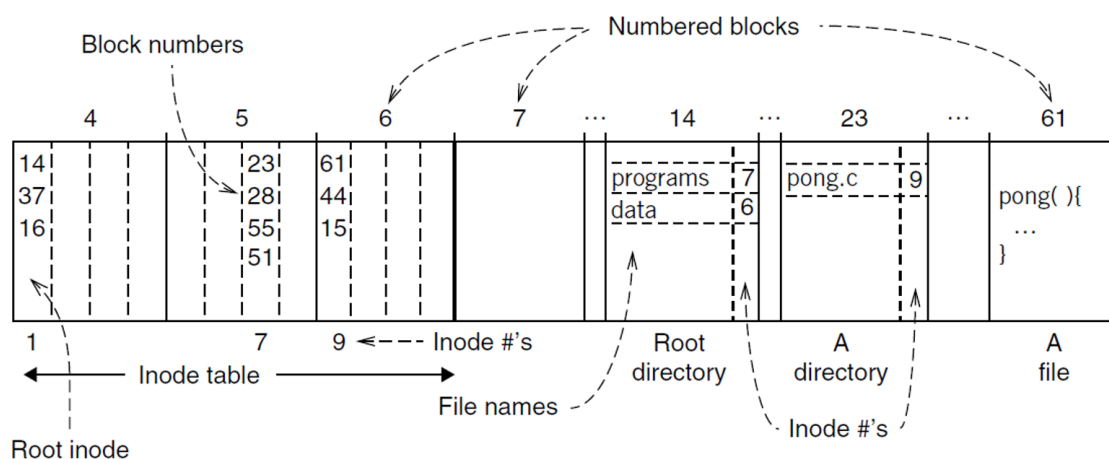 Block numbers
Numbered blocks
4 5 6 7 ... 14 ... 23 ... 61
14 23 61
37 28 44
16 55 15
51
programs 7
data 6
pong.c 9
pong( ){
...
}
1 7 9 Inode #'s
Inode table
Root
directory
A
directory
A
file
File names
Inode #'s
Root inode